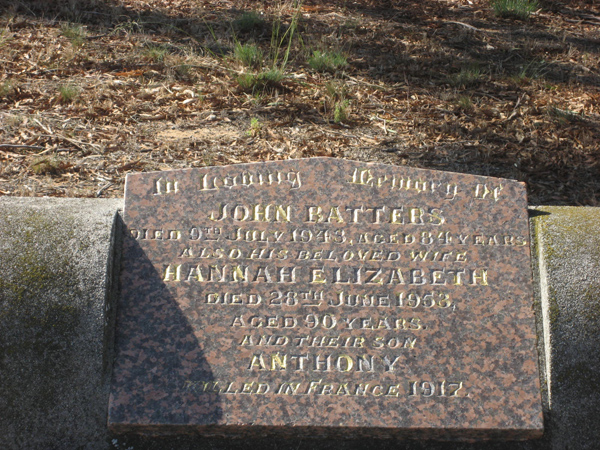 In Loving Memory Of
JOHN BATTERS
DIED 9TH JULY 1943, AGED 84 YEARS
ALSO HIS BELOVED WIFE
HANNAH ELIZABETH
DIED 28TH JUNE 1953,
AGED 90 YEARS.
AND THEIR SON
ANTHONY
KILLED IN FRANCE 1917.